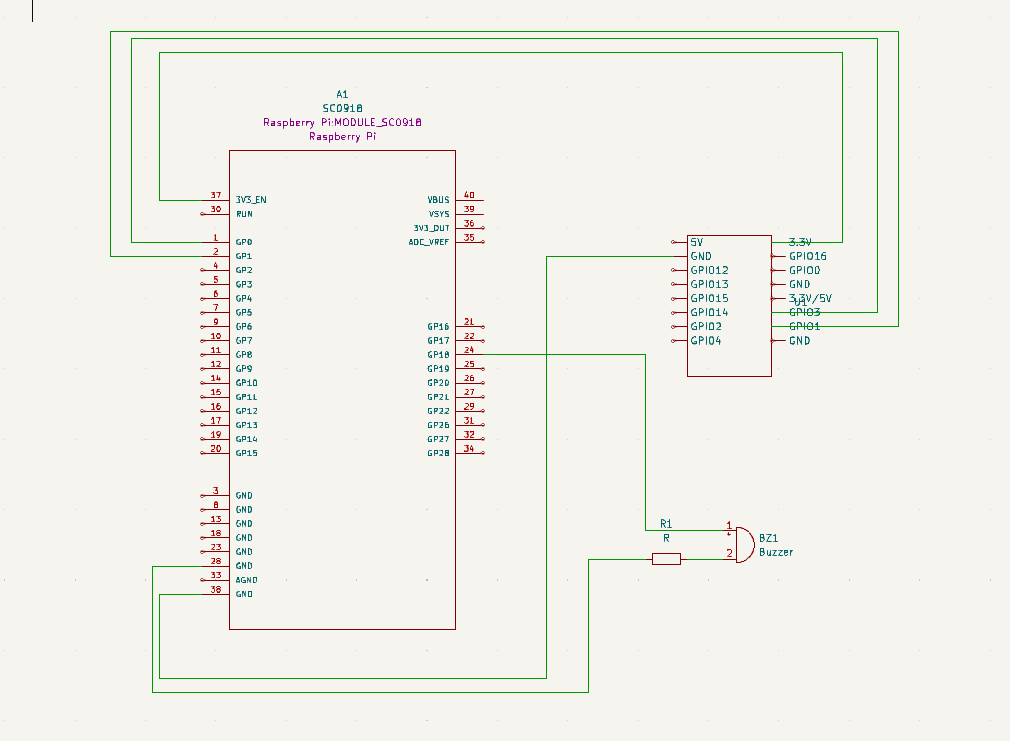 A1
SC0918
Raspberry Pi:MODULE_SC0918
Raspberry Pi
37 3V3_EN
30 RUN
1 GP0
2 GP1
4 GP2
5 GP3
6 GP4
7 GP5
9 GP6
10 GP7
11 GP8
12 GP9
14 GP10
15 GP11
16 GP12
17 GP13
19 GP14
20 GP15
3 GND
8 GND
13 GND
18 GND
23 GND
28 GND
33 AGND
38 GND
VBUS 40
VSYS 39
3V3_OUT 36
ADC_VREF 35
GP16 21
GP17 22
GP18 24
GP19 25
GP20 26
GP21 27
GP22 29
GP26 31
GP27 32
GP28 34
5V
GND
GPIO12
GPIO13
GPIO15
GPIO14
GPIO2
GPIO4
3.3V
GPIO16
GPIO0
GND
3.3V/5V
U1
GPIO3
GPIO1
GND
R1
R
1
+
2
BZ1
Buzzer